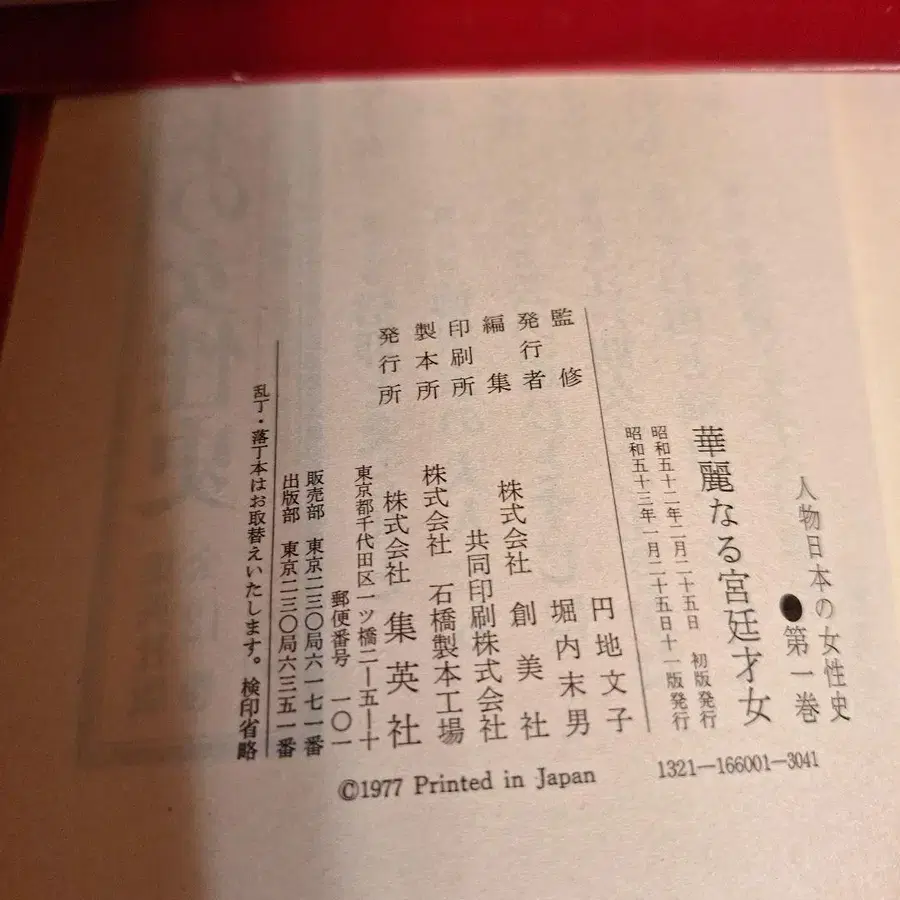 人物日本の女性史●第一巻
華麗なる宮廷才女
昭和五十二年二月二十五日 初版発行
昭和五十三年一月二十五日十一版発行
監修 円地文子
発行者 堀内末男
編集 株式会社 創美社
印刷所 共同印刷株式会社
製本所 株式会社 石橋製本工場
発行所 株式会社 集英社
東京都千代田区一ツ橋二ー五ー十
郵便番号 一〇一
販売部 東京二三〇局六一七一番
出版部 東京二三〇局六三五一番
乱丁・落丁本はお取替えいたします。検印省略
©1977 Printed in Japan
1321—166001—3041